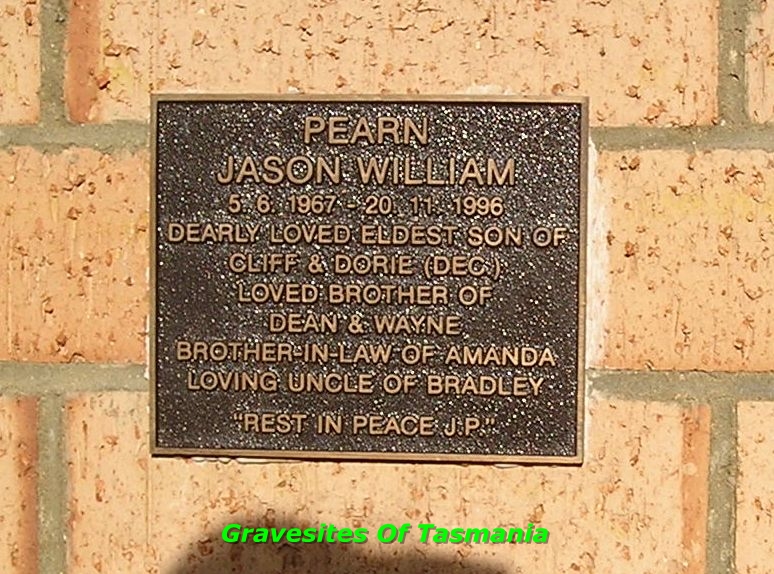 PEARN
JASON WILLIAM
5. 6. 1967 - 20. 11. 1996
DEARLY LOVED ELDEST SON OF
CLIFF & DORIE (DEC.)
LOVED BROTHER OF
DEAN & WAYNE
BROTHER-IN-LAW OF AMANDA
LOVING UNCLE OF BRADLEY
"REST IN PEACE J.P."
Gravesites Of Tasmania